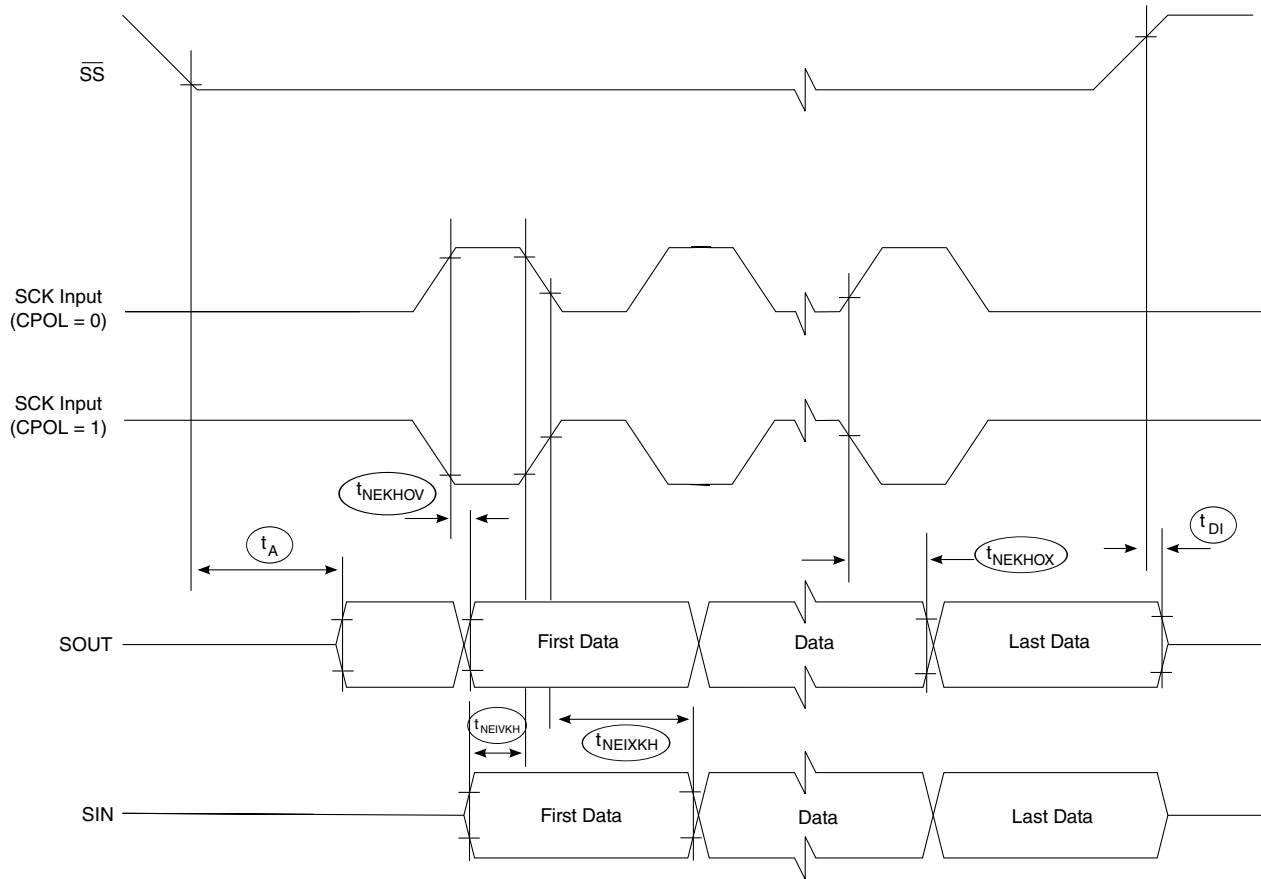 SS
SCK Input
(CPOL = 0)
SCK Input
(CPOL = 1)
tNEKHOV
tA
tNEKHOX
tDI
SOUT
First Data
Data
Last Data
tNEIVKH
tNEIXKH
SIN
First Data
Data
Last Data